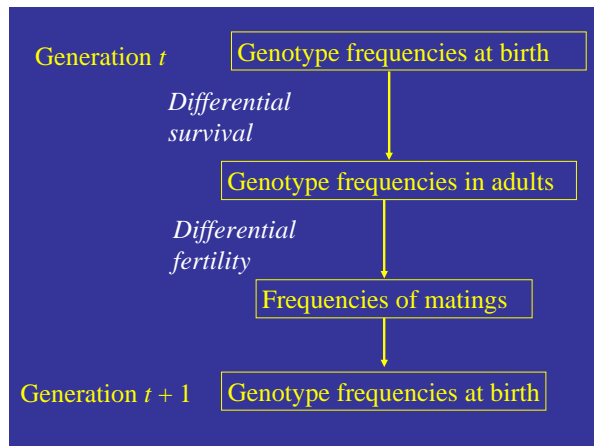 Generation t
Genotype frequencies at birth
Differential
survival
Genotype frequencies in adults
Differential
fertility
Frequencies of matings
Generation t + 1
Genotype frequencies at birth